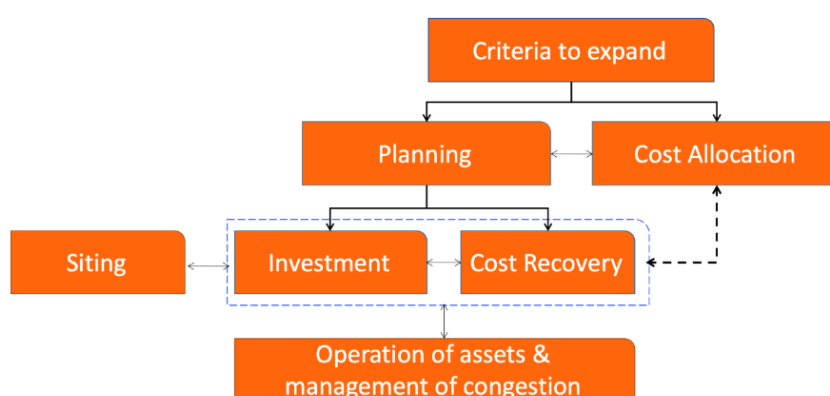 Criteria to expand
Planning
Cost Allocation
Siting
Investment
Cost Recovery
Operation of assets &
management of congestion